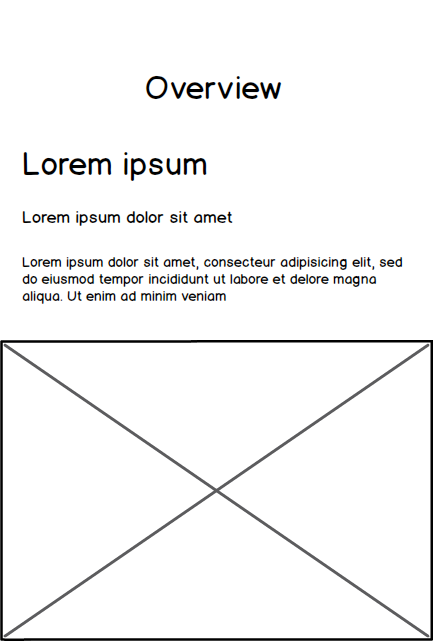 Overview
Lorem ipsum
Lorem ipsum dolor sit amet
Lorem ipsum dolor sit amet, consecteur adipisicing elit, sed
do eiusmod tempor incididunt ut labore et delore magna
aliqua. Ut enim ad minim veniam